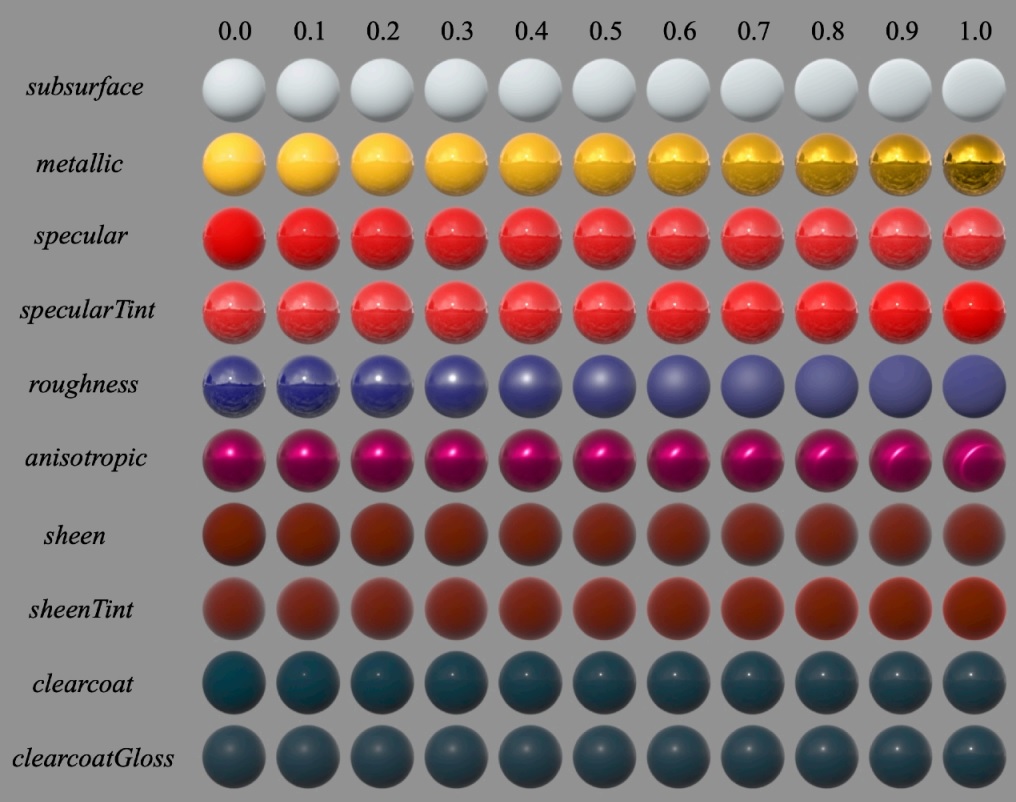 0.0 0.1 0.2 0.3 0.4 0.5 0.6 0.7 0.8 0.9 1.0
subsurface
metallic
specular
specularTint
roughness
anisotropic
sheen
sheenTint
clearcoat
clearcoatGloss